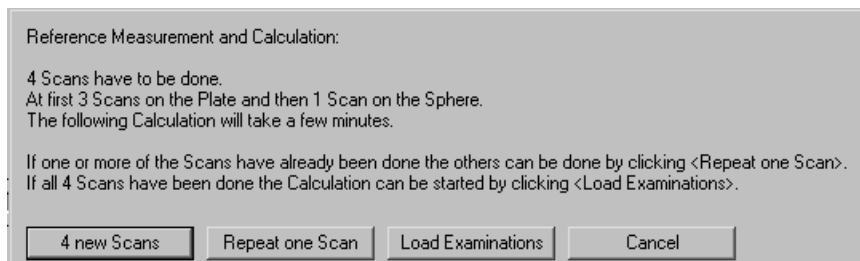 Reference Measurement and Calculation:
4 Scans have to be done.
At first 3 Scans on the Plate and then 1 Scan on the Sphere.
The following Calculation will take a few minutes.
If one or more of the Scans have already been done the others can be done by clicking <Repeat one Scan>.
If all 4 Scans have been done the Calculation can be started by clicking <Load Examinations>.
4 new Scans
Repeat one Scan
Load Examinations
Cancel